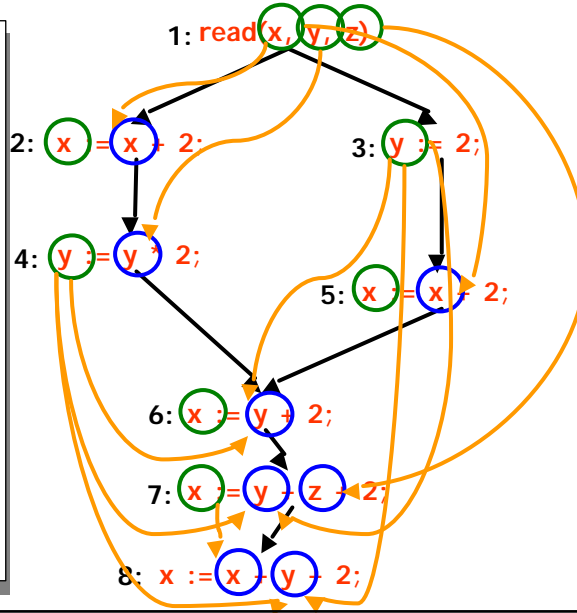 1: read(x, y, z)
2: x := x + 2;
3: y := 2;
4: y := y * 2;
5: x := x + 2;
6: x := y + 2;
7: x := y + z + 2;
8: x := x + y + 2;